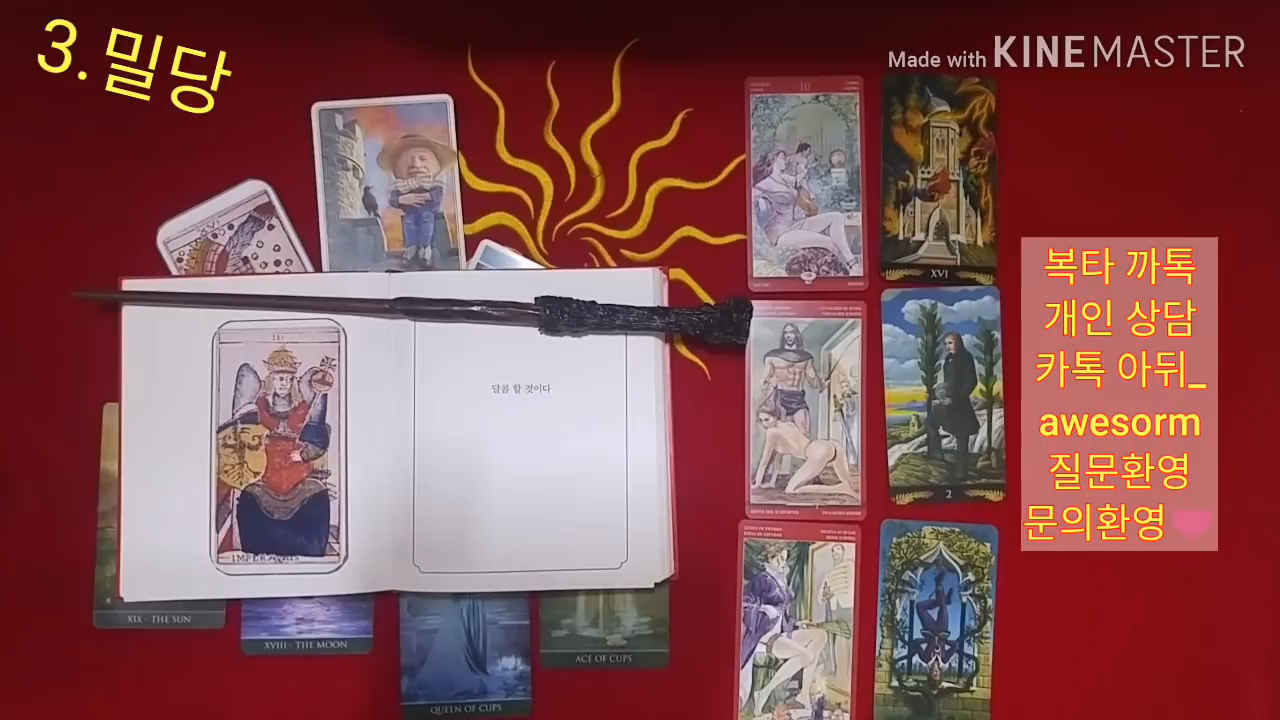 3.밀당
Made with KINEMASTER
10
XVI
복타 까톡
개인 상담
카톡 아뒤_
awesorm
질문환영
문의환영
달콤 할 것이다
III
2
XIX - THE SUN
XVIII - THE MOON
ACE OF CUPS
QUEEN OF CUPS